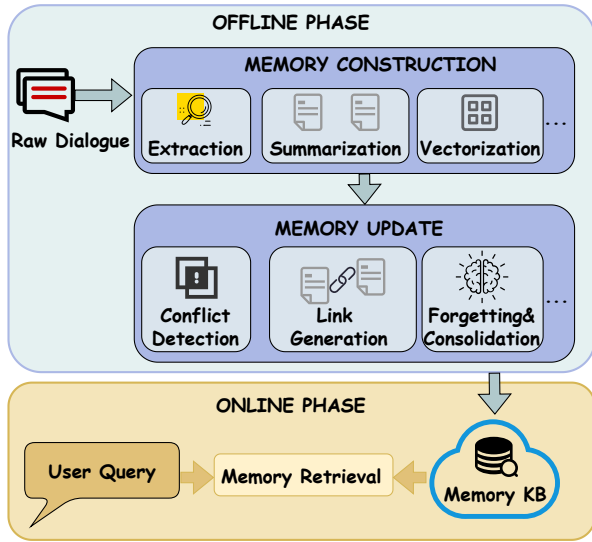 OFFLINE PHASE
MEMORY CONSTRUCTION
Raw Dialogue
Extraction
Summarization
Vectorization
...
MEMORY UPDATE
Conflict
Detection
Link
Generation
Forgetting&
Consolidation
...
ONLINE PHASE
User Query
Memory Retrieval
Memory KB